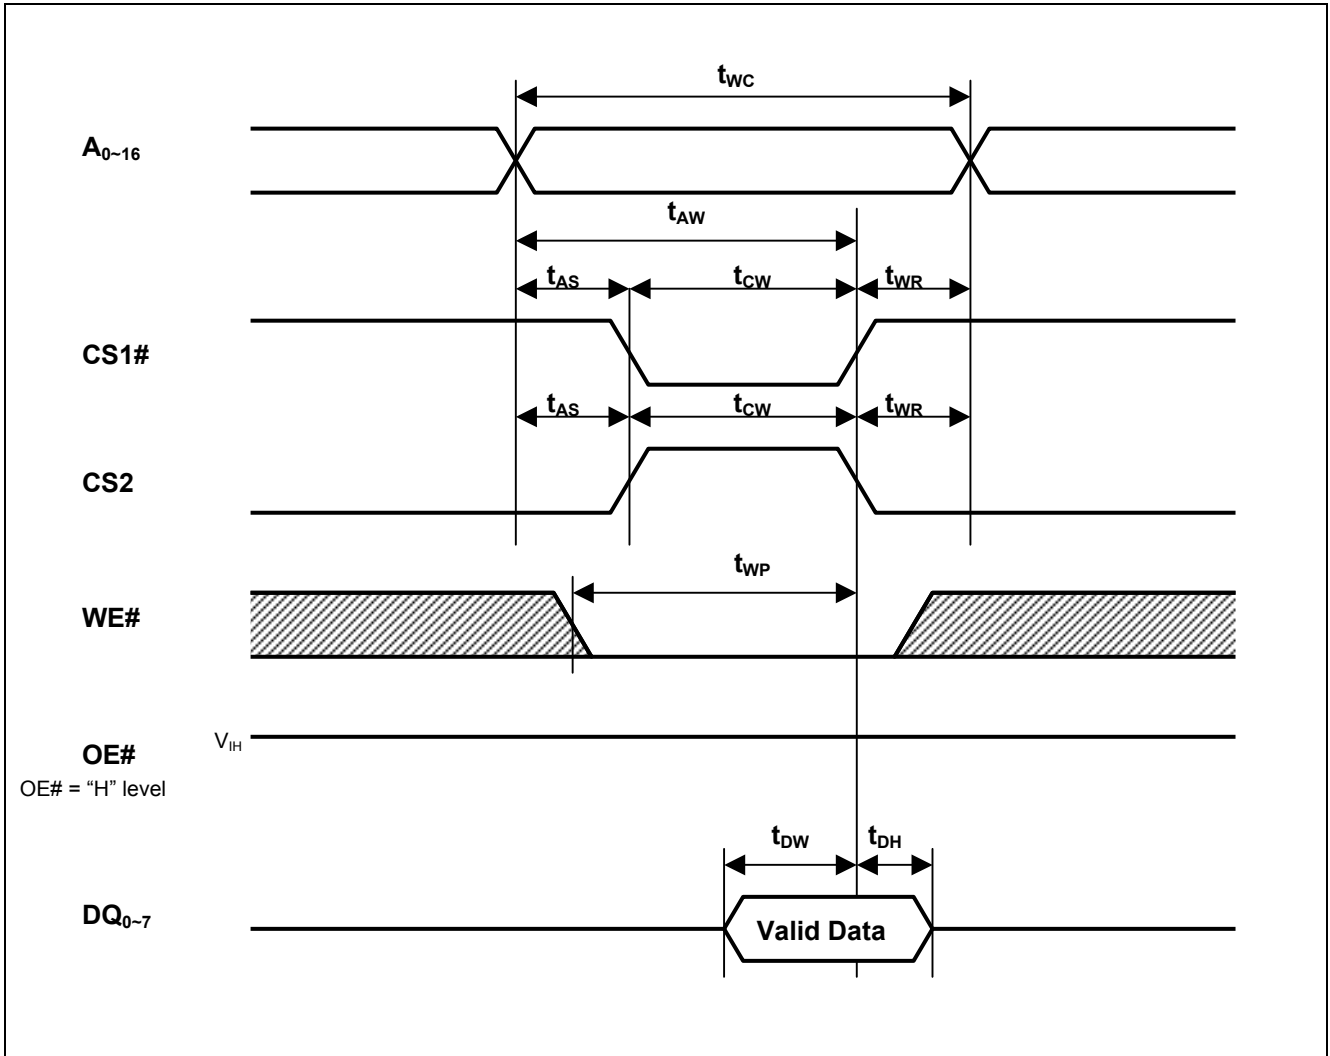 tWC
A0~16
tAW
tAS tCW tWR
CS1#
tAS tCW tWR
CS2
tWP
WE#
VIH
OE#
OE# = “H” level
tDW tDH
DQ0~7
Valid Data